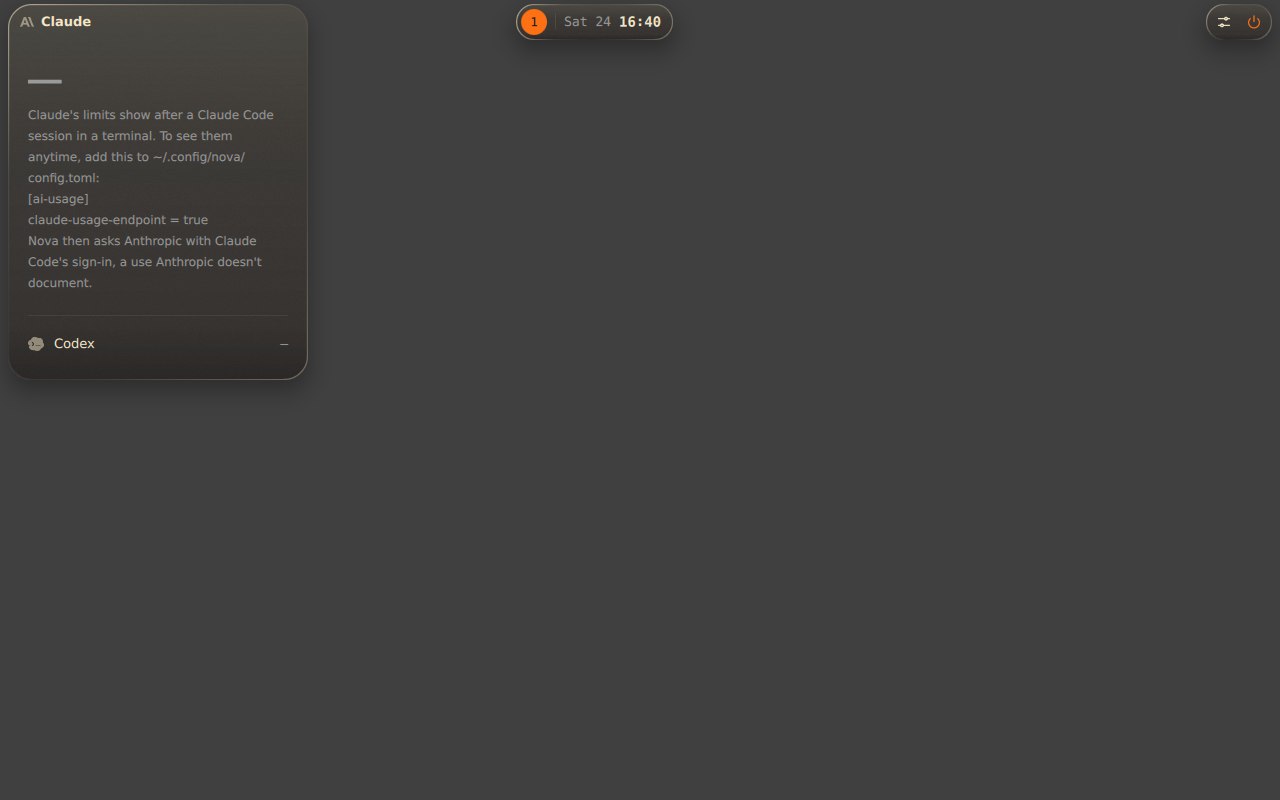 Claude
1 Sat 24 16:40
—
Claude's limits show after a Claude Code
session in a terminal. To see them
anytime, add this to ~/.config/nova/
config.toml:
[ai-usage]
claude-usage-endpoint = true
Nova then asks Anthropic with Claude
Code's sign-in, a use Anthropic doesn't
document.
Codex –